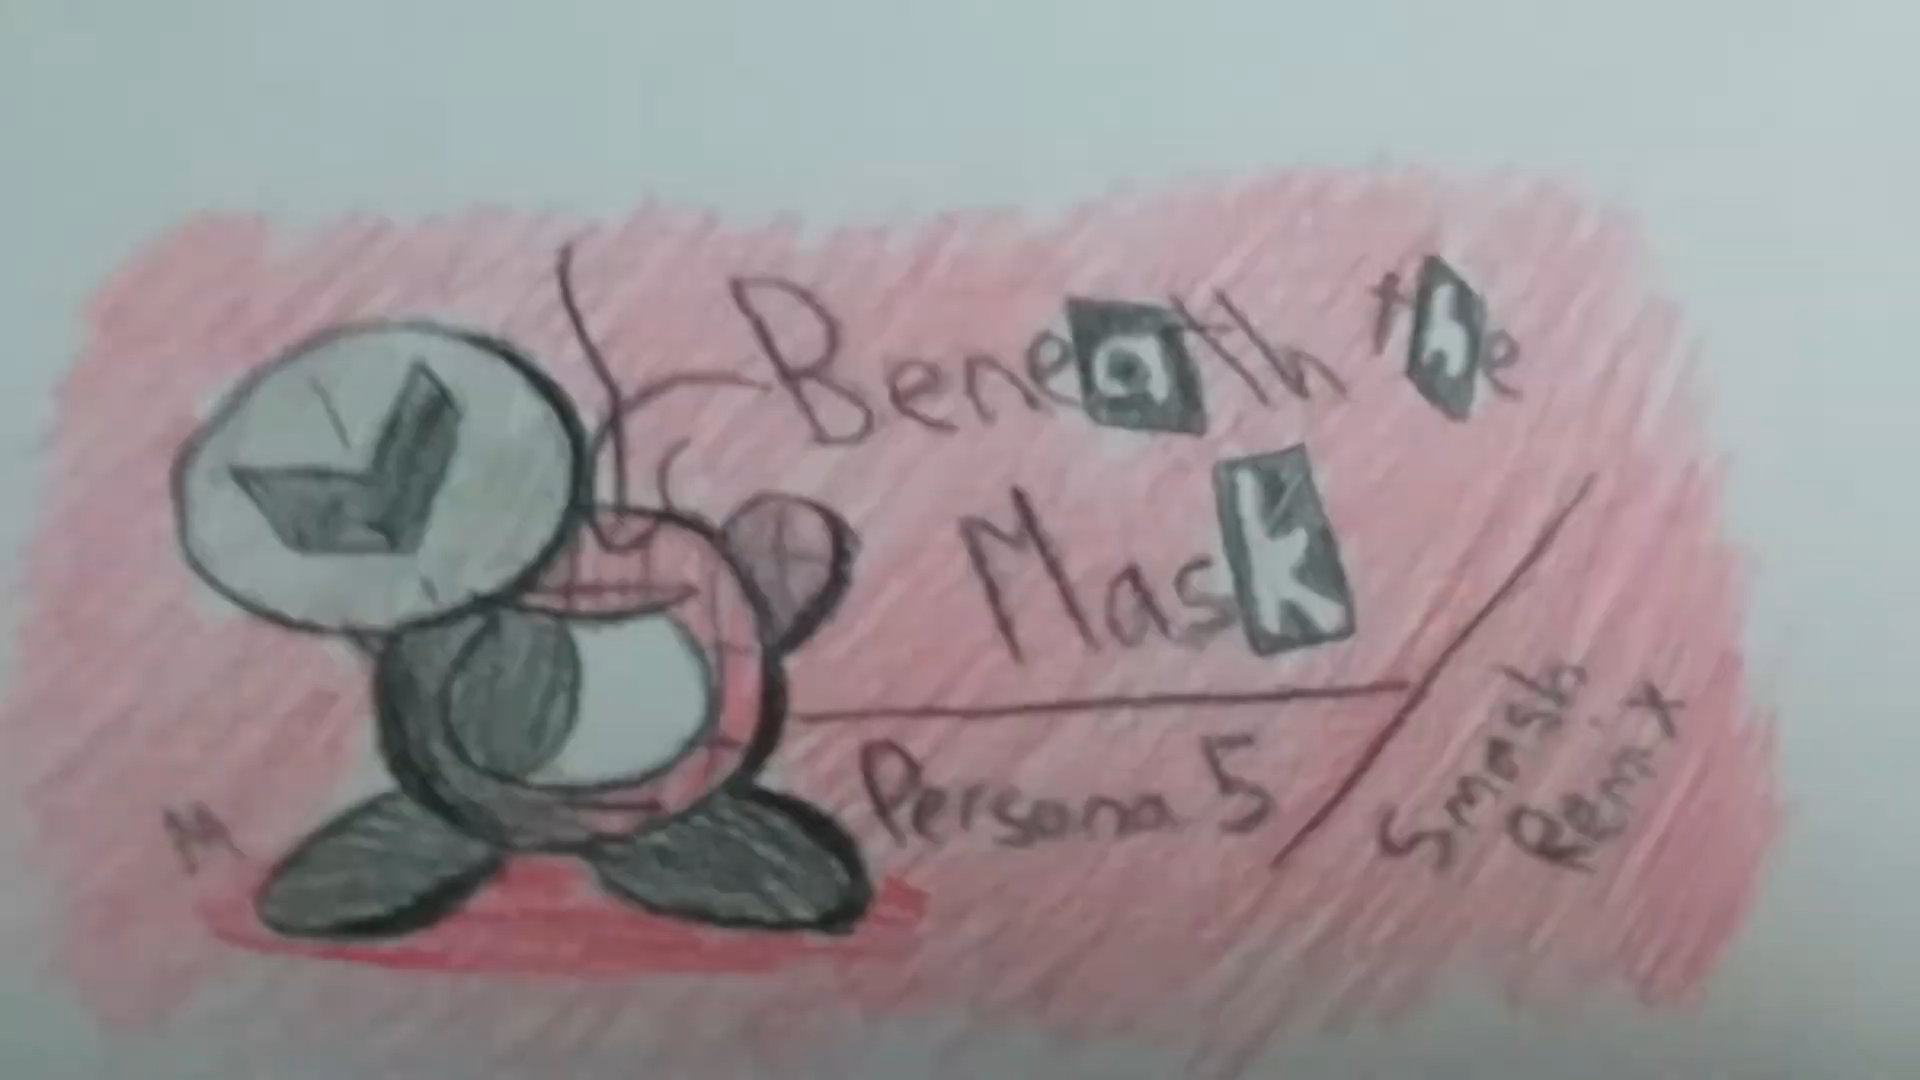 Beneath the
Mask
Persona 5
Smash
Remix
M